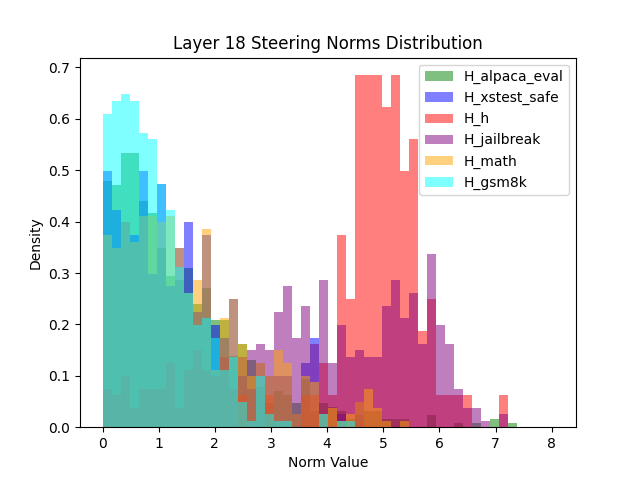 Layer 18 Steering Norms Distribution
0.7
0.6
0.5
0.4
0.3
0.2
0.1
0.0
Density
H_alpaca_eval
H_xstest_safe
H_h
H_jailbreak
H_math
H_gsm8k
0 1 2 3 4 5 6 7 8
Norm Value